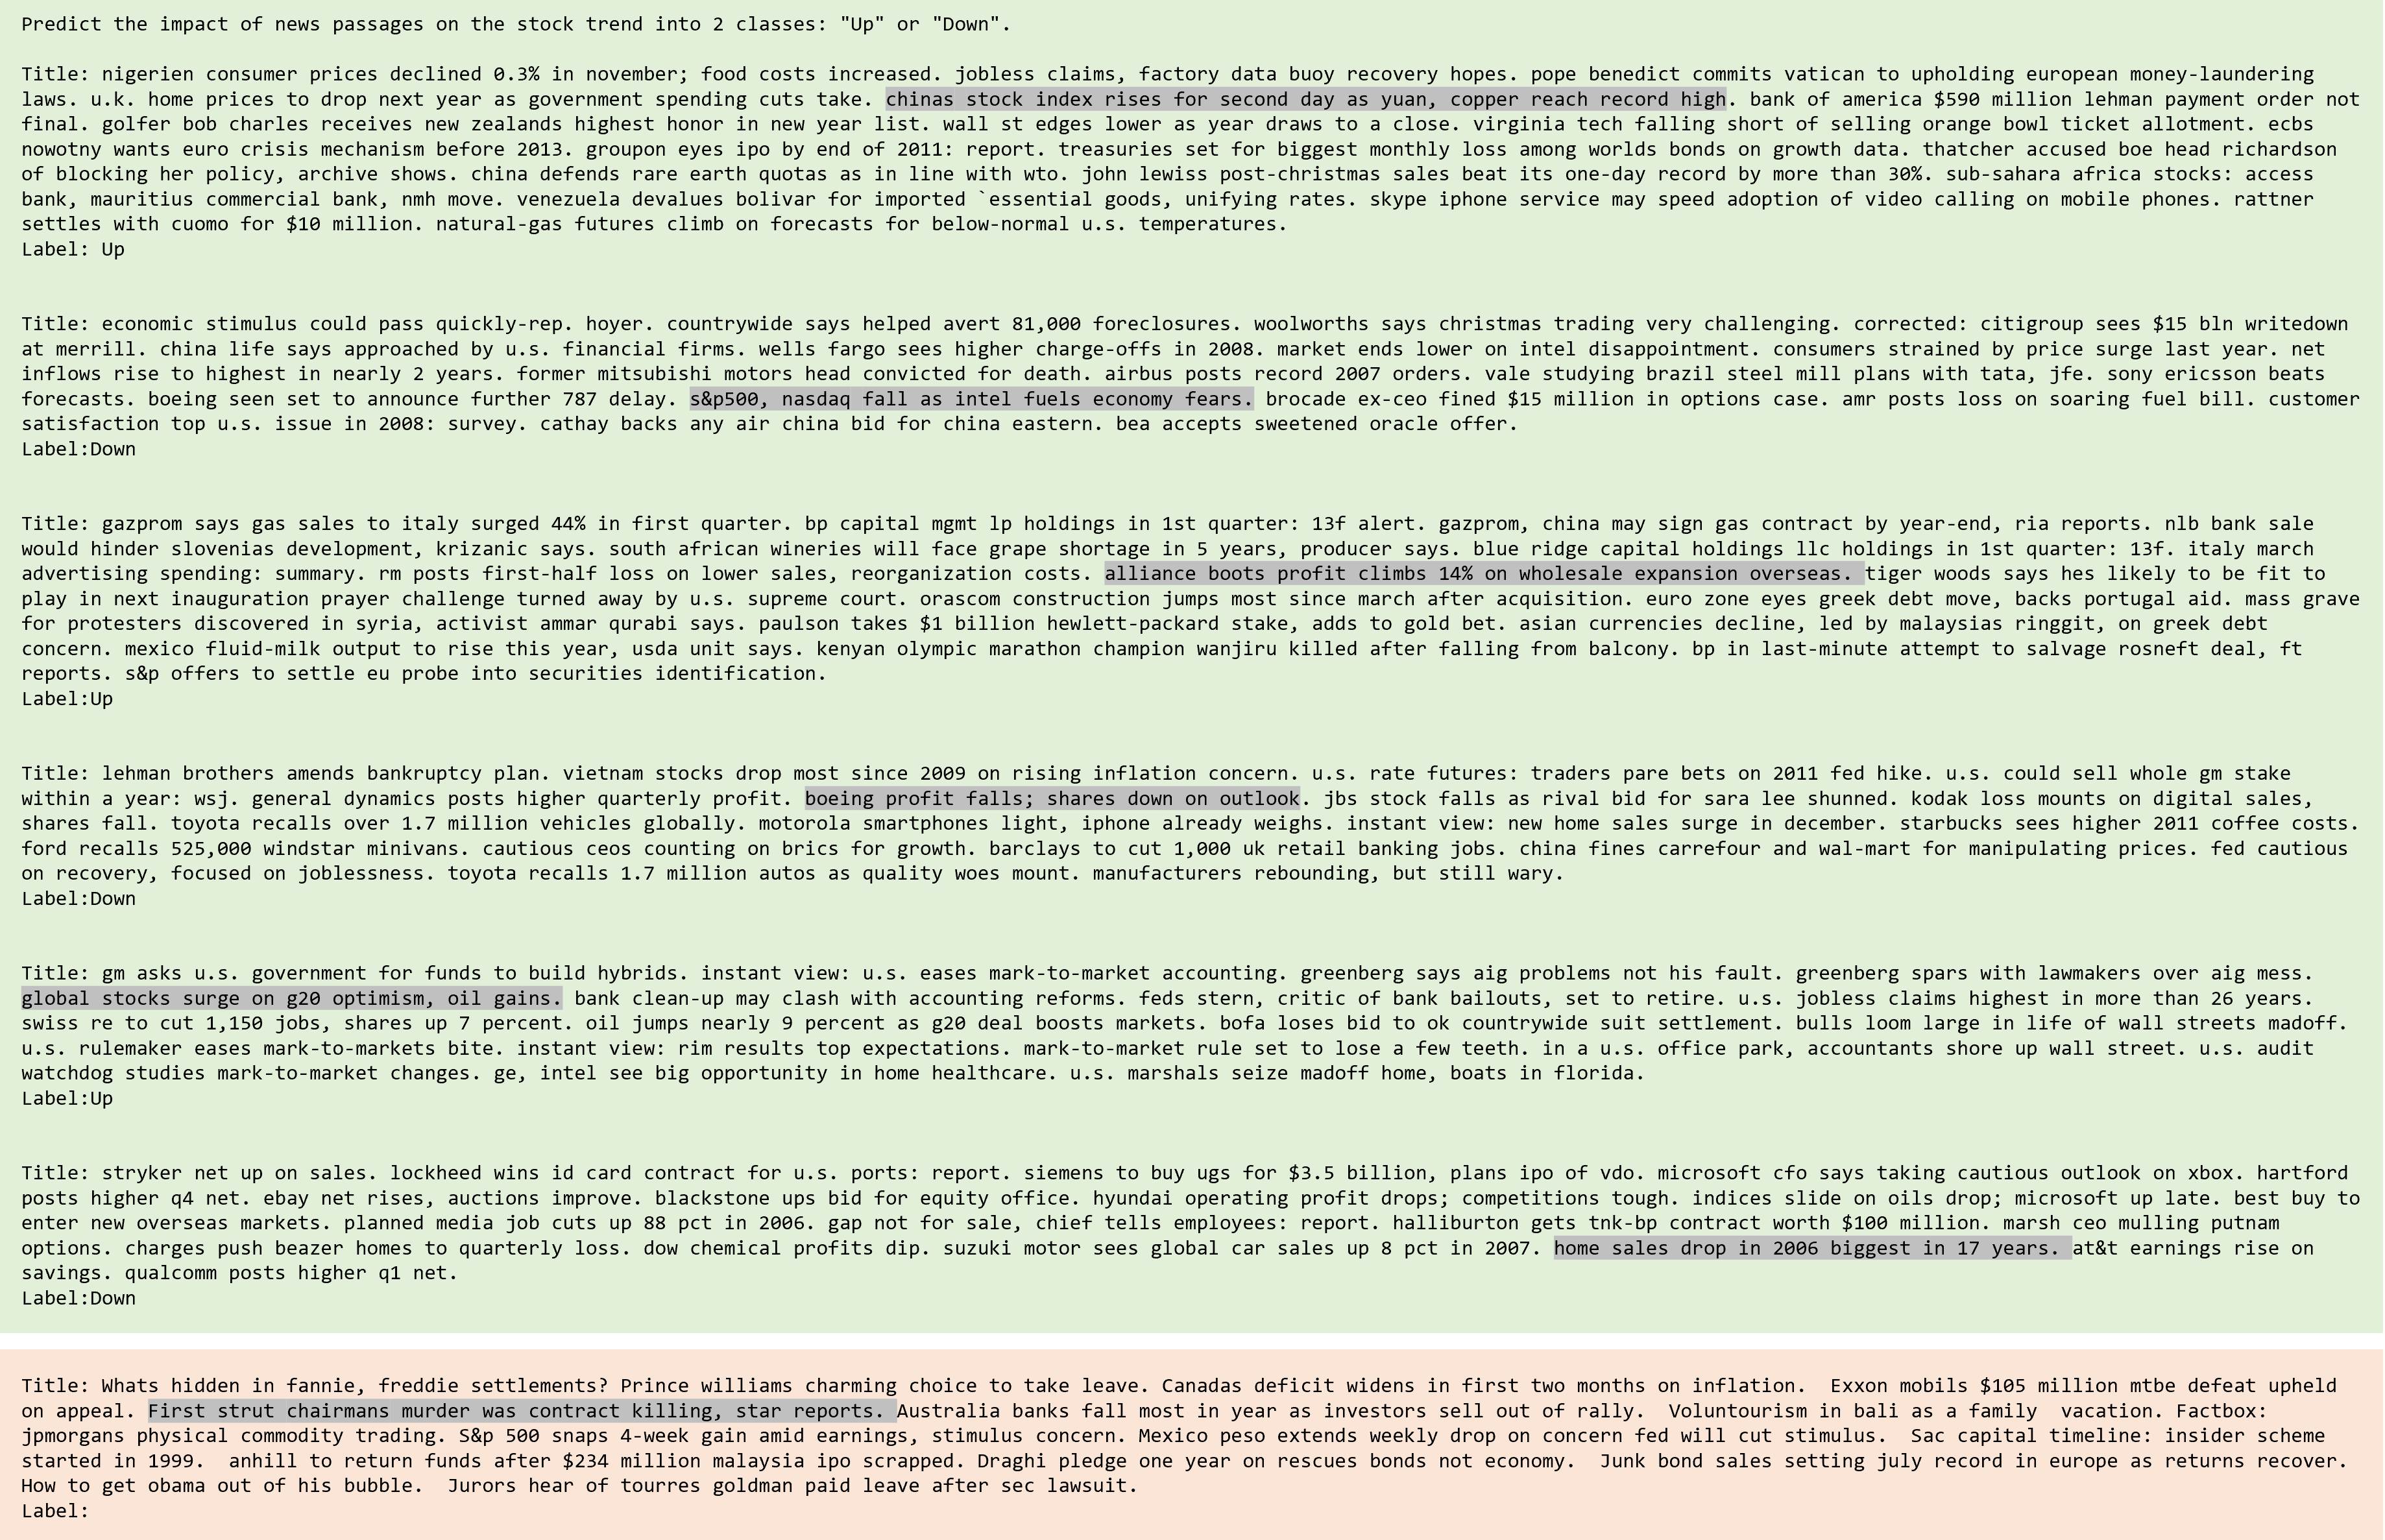 Predict the impact of news passages on the stock trend into 2 classes: "Up" or "Down".
Title: nigerien consumer prices declined 0.3% in november; food costs increased. jobless claims, factory data buoy recovery hopes. pope benedict commits vatican to upholding european money-laundering
laws. u.k. home prices to drop next year as government spending cuts take. chinas stock index rises for second day as yuan, copper reach record high. bank of america $590 million lehman payment order not
final. golfer bob charles receives new zealands highest honor in new year list. wall st edges lower as year draws to a close. virginia tech falling short of selling orange bowl ticket allotment. ecbs
nowotny wants euro crisis mechanism before 2013. groupon eyes ipo by end of 2011: report. treasuries set for biggest monthly loss among worlds bonds on growth data. thatcher accused boe head richardson
of blocking her policy, archive shows. china defends rare earth quotas as in line with wto. john lewiss post-christmas sales beat its one-day record by more than 30%. sub-sahara africa stocks: access
bank, mauritius commercial bank, nmh move. venezuela devalues bolivar for imported `essential goods, unifying rates. skype iphone service may speed adoption of video calling on mobile phones. rattner
settles with cuomo for $10 million. natural-gas futures climb on forecasts for below-normal u.s. temperatures.
Label: Up
Title: economic stimulus could pass quickly-rep. hoyer. countrywide says helped avert 81,000 foreclosures. woolworths says christmas trading very challenging. corrected: citigroup sees $15 bln writedown
at merrill. china life says approached by u.s. financial firms. wells fargo sees higher charge-offs in 2008. market ends lower on intel disappointment. consumers strained by price surge last year. net
inflows rise to highest in nearly 2 years. former mitsubishi motors head convicted for death. airbus posts record 2007 orders. vale studying brazil steel mill plans with tata, jfe. sony ericsson beats
forecasts. boeing seen set to announce further 787 delay. s&p500, nasdaq fall as intel fuels economy fears. brocade ex-ceo fined $15 million in options case. amr posts loss on soaring fuel bill. customer
satisfaction top u.s. issue in 2008: survey. cathay backs any air china bid for china eastern. bea accepts sweetened oracle offer.
Label:Down
Title: gazprom says gas sales to italy surged 44% in first quarter. bp capital mgmt lp holdings in 1st quarter: 13f alert. gazprom, china may sign gas contract by year-end, ria reports. nlb bank sale
would hinder slovenias development, krizanic says. south african wineries will face grape shortage in 5 years, producer says. blue ridge capital holdings llc holdings in 1st quarter: 13f. italy march
advertising spending: summary. rm posts first-half loss on lower sales, reorganization costs. alliance boots profit climbs 14% on wholesale expansion overseas. tiger woods says hes likely to be fit to
play in next inauguration prayer challenge turned away by u.s. supreme court. orascom construction jumps most since march after acquisition. euro zone eyes greek debt move, backs portugal aid. mass grave
for protesters discovered in syria, activist ammar qurabi says. paulson takes $1 billion hewlett-packard stake, adds to gold bet. asian currencies decline, led by malaysias ringgit, on greek debt
concern. mexico fluid-milk output to rise this year, usda unit says. kenyan olympic marathon champion wanjiru killed after falling from balcony. bp in last-minute attempt to salvage rosneft deal, ft
reports. s&p offers to settle eu probe into securities identification.
Label:Up
Title: lehman brothers amends bankruptcy plan. vietnam stocks drop most since 2009 on rising inflation concern. u.s. rate futures: traders pare bets on 2011 fed hike. u.s. could sell whole gm stake
within a year: wsj. general dynamics posts higher quarterly profit. boeing profit falls; shares down on outlook. jbs stock falls as rival bid for sara lee shunned. kodak loss mounts on digital sales,
shares fall. toyota recalls over 1.7 million vehicles globally. motorola smartphones light, iphone already weighs. instant view: new home sales surge in december. starbucks sees higher 2011 coffee costs.
ford recalls 525,000 windstar minivans. cautious ceos counting on brics for growth. barclays to cut 1,000 uk retail banking jobs. china fines carrefour and wal-mart for manipulating prices. fed cautious
on recovery, focused on joblessness. toyota recalls 1.7 million autos as quality woes mount. manufacturers rebounding, but still wary.
Label:Down
Title: gm asks u.s. government for funds to build hybrids. instant view: u.s. eases mark-to-market accounting. greenberg says aig problems not his fault. greenberg spars with lawmakers over aig mess.
global stocks surge on g20 optimism, oil gains. bank clean-up may clash with accounting reforms. feds stern, critic of bank bailouts, set to retire. u.s. jobless claims highest in more than 26 years.
swiss re to cut 1,150 jobs, shares up 7 percent. oil jumps nearly 9 percent as g20 deal boosts markets. bofa loses bid to ok countrywide suit settlement. bulls loom large in life of wall streets madoff.
u.s. rulemaker eases mark-to-markets bite. instant view: rim results top expectations. mark-to-market rule set to lose a few teeth. in a u.s. office park, accountants shore up wall street. u.s. audit
watchdog studies mark-to-market changes. ge, intel see big opportunity in home healthcare. u.s. marshals seize madoff home, boats in florida.
Label:Up
Title: stryker net up on sales. lockheed wins id card contract for u.s. ports: report. siemens to buy ugs for $3.5 billion, plans ipo of vdo. microsoft cfo says taking cautious outlook on xbox. hartford
posts higher q4 net. ebay net rises, auctions improve. blackstone ups bid for equity office. hyundai operating profit drops; competitions tough. indices slide on oils drop; microsoft up late. best buy to
enter new overseas markets. planned media job cuts up 88 pct in 2006. gap not for sale, chief tells employees: report. halliburton gets tnk-bp contract worth $100 million. marsh ceo mulling putnam
options. charges push beazer homes to quarterly loss. dow chemical profits dip. suzuki motor sees global car sales up 8 pct in 2007. home sales drop in 2006 biggest in 17 years. at&t earnings rise on
savings. qualcomm posts higher q1 net.
Label:Down
Title: Whats hidden in fannie, freddie settlements? Prince williams charming choice to take leave. Canadas deficit widens in first two months on inflation.  Exxon mobils $105 million mtbe defeat upheld
on appeal. First strut chairmans murder was contract killing, star reports. Australia banks fall most in year as investors sell out of rally.  Voluntourism in bali as a family  vacation. Factbox:
jpmorgans physical commodity trading. S&p 500 snaps 4-week gain amid earnings, stimulus concern. Mexico peso extends weekly drop on concern fed will cut stimulus.  Sac capital timeline: insider scheme
started in 1999.  anhill to return funds after $234 million malaysia ipo scrapped. Draghi pledge one year on rescues bonds not economy.  Junk bond sales setting july record in europe as returns recover.
How to get obama out of his bubble.  Jurors hear of tourres goldman paid leave after sec lawsuit.
Label: